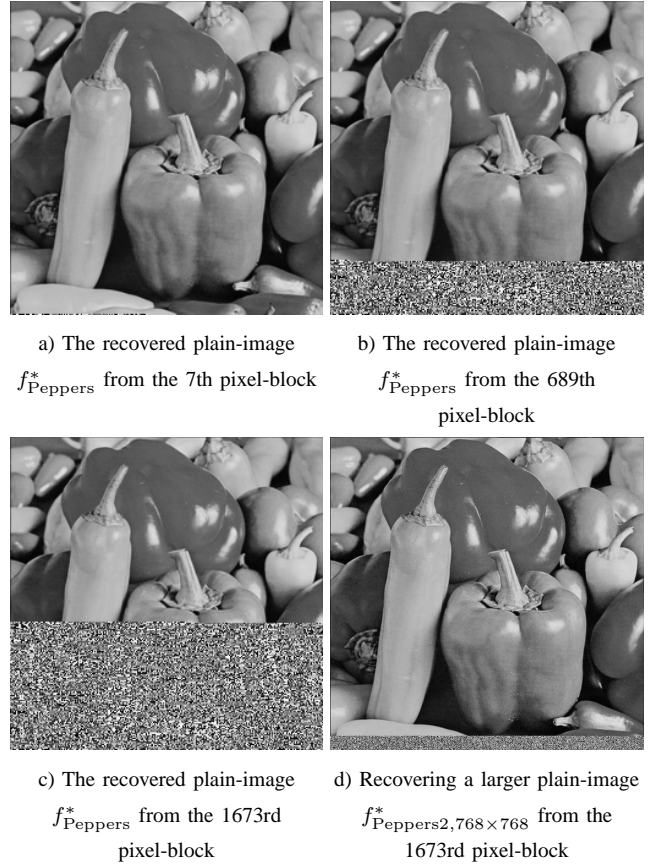 a) The recovered plain-image
f*Peppers from the 7th pixel-block
b) The recovered plain-image
f*Peppers from the 689th
pixel-block
c) The recovered plain-image
f*Peppers from the 1673rd
pixel-block
d) Recovering a larger plain-image
f*Peppers2,768×768 from the
1673rd pixel-block